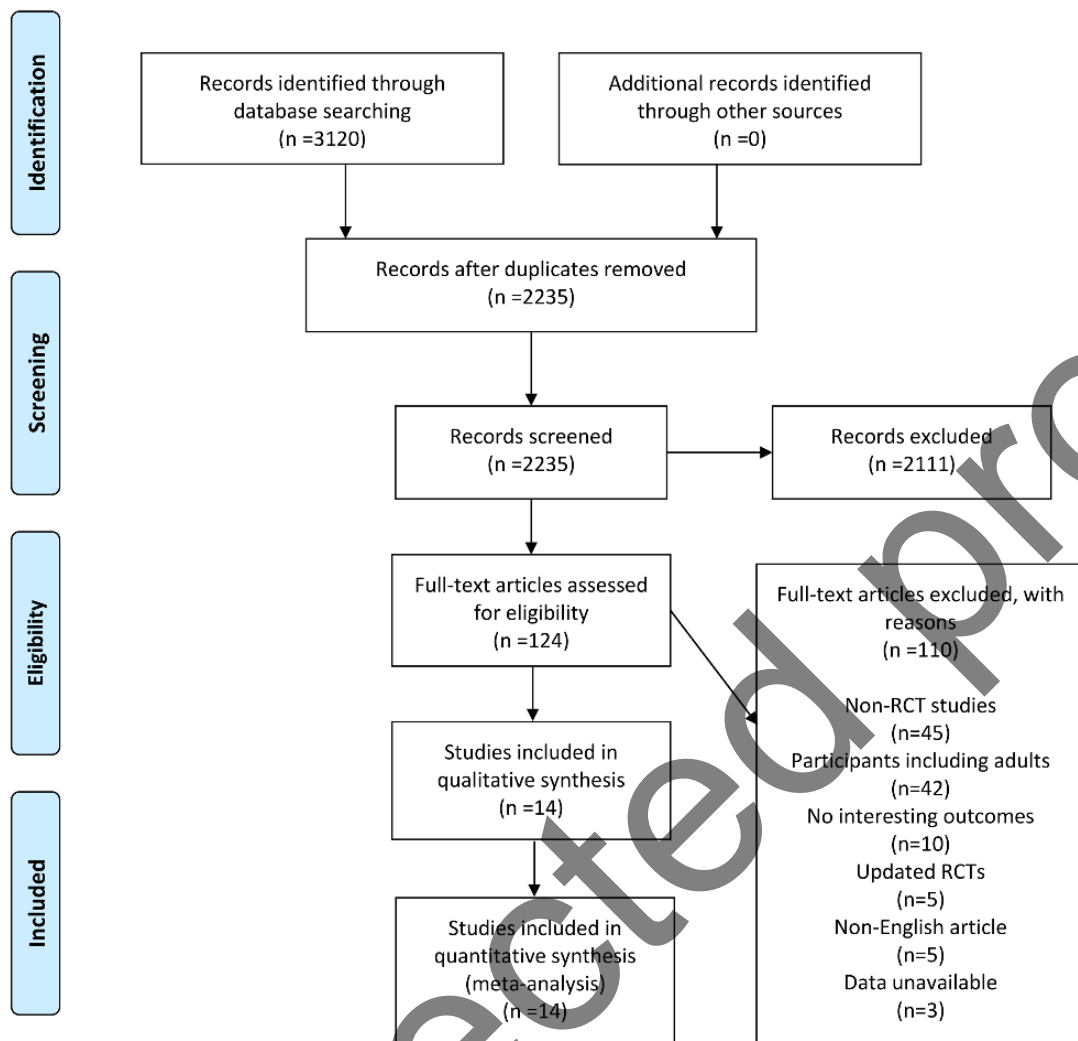 Identification
Records identified through
database searching
(n =3120)
Additional records identified
through other sources
(n =0)
Records after duplicates removed
(n =2235)
Screening
Records screened
(n =2235)
Records excluded
(n =2111)
Eligibility
Full-text articles assessed
for eligibility
(n =124)
Full-text articles excluded, with
reasons
(n =110)
Non-RCT studies
(n=45)
Participants including adults
(n=42)
No interesting outcomes
(n=10)
Updated RCTs
(n=5)
Non-English article
(n=5)
Data unavailable
(n=3)
Studies included in
qualitative synthesis
(n =14)
Included
Studies included in
quantitative synthesis
(meta-analysis)
(n =14)
ected pro